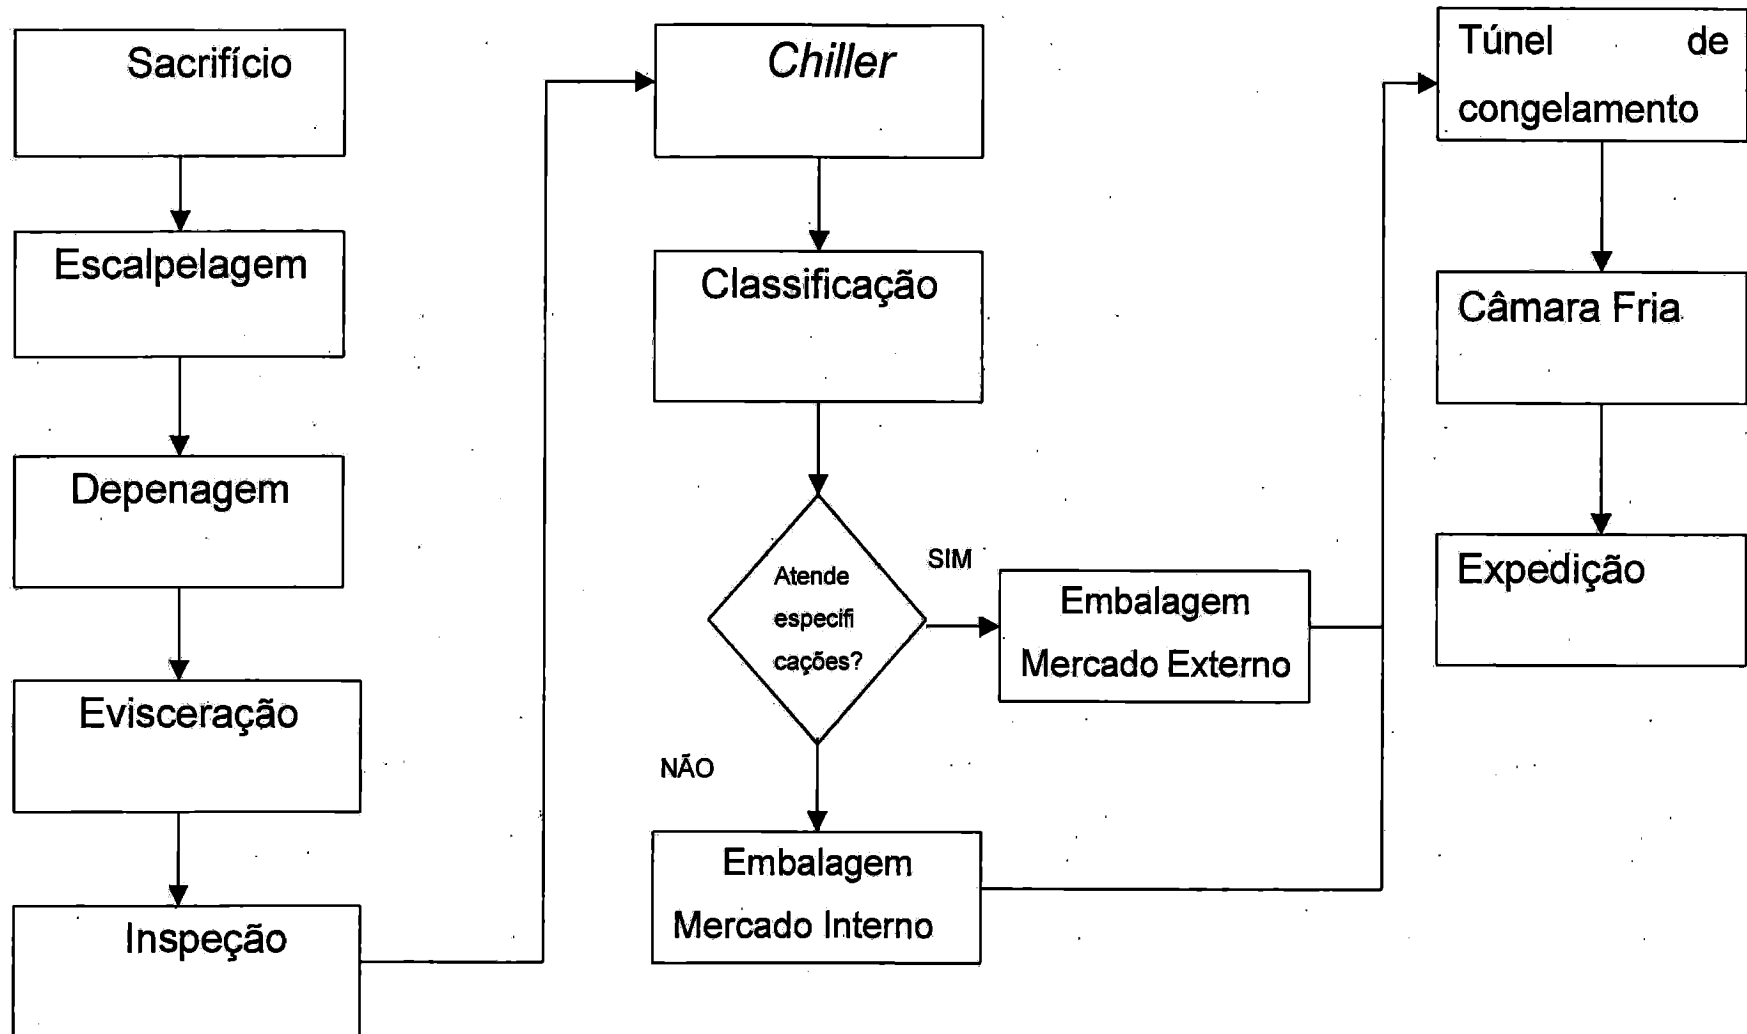 Sacrifício
Escalpelagem
Depenagem
Evisceração
Inspeção
Chiller
Classificação
Atende
especifi
cações?
SIM
NÃO
Embalagem
Mercado Externo
Embalagem
Mercado Interno
Túnel de
congelamento
Câmara Fria
Expedição